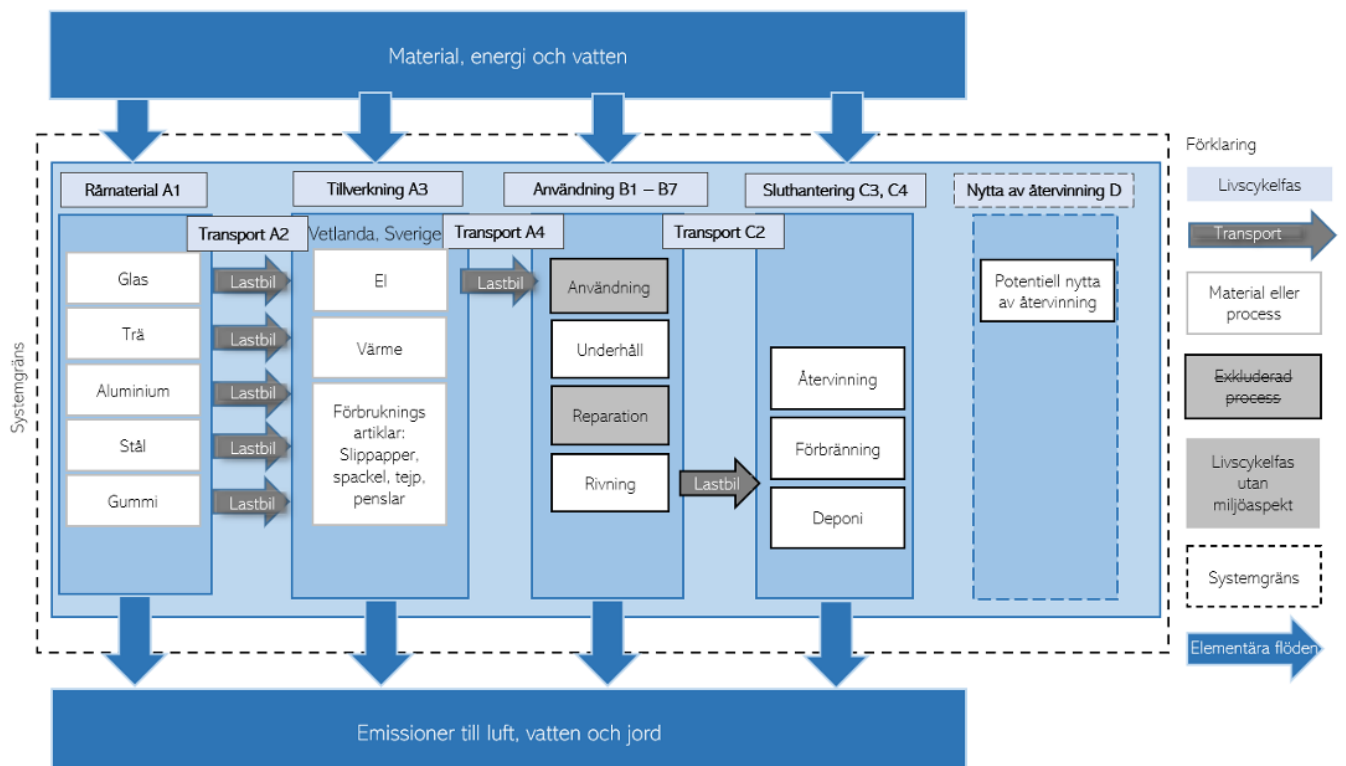 Material, energi och vatten
Systemgräns
Råmaterial A1
Tillverkning A3
Användning B1 – B7
Sluthantering C3, C4
Nytta av återvinning D
Transport A2
Vetlanda, Sverige
Transport A4
Transport C2
Glas
Trä
Aluminium
Stål
Gummi
Lastbil
Lastbil
Lastbil
Lastbil
Lastbil
El
Värme
Förbruknings
artiklar:
Slippapper,
spackel, tejp,
penslar
Lastbil
Användning
Underhåll
Reparation
Rivning
Lastbil
Återvinning
Förbränning
Deponi
Potentiell nytta
av återvinning
Förklaring
Livscykelfas
Transport
Material eller
process
Exkluderad
process
Livscykelfas
utan
miljöaspekt
Systemgräns
Elementära flöden
Emissioner till luft, vatten och jord